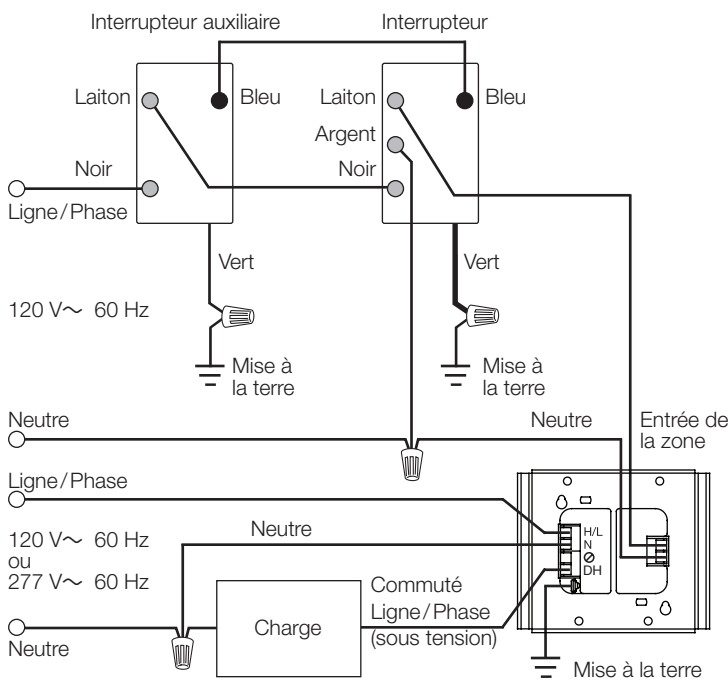 Interrupteur auxiliaire
Interrupteur
Laiton
Bleu
Laiton
Bleu
Argent
Noir
Noir
Ligne/Phase
Vert
Vert
120 V～ 60 Hz
Mise à
la terre
Mise à
la terre
Neutre
Neutre
Entrée de
la zone
Ligne/Phase
H/L
N
DH
120 V～ 60 Hz
ou
277 V～ 60 Hz
Neutre
Commuté
Ligne/Phase
(sous tension)
Charge
Neutre
Mise à la terre